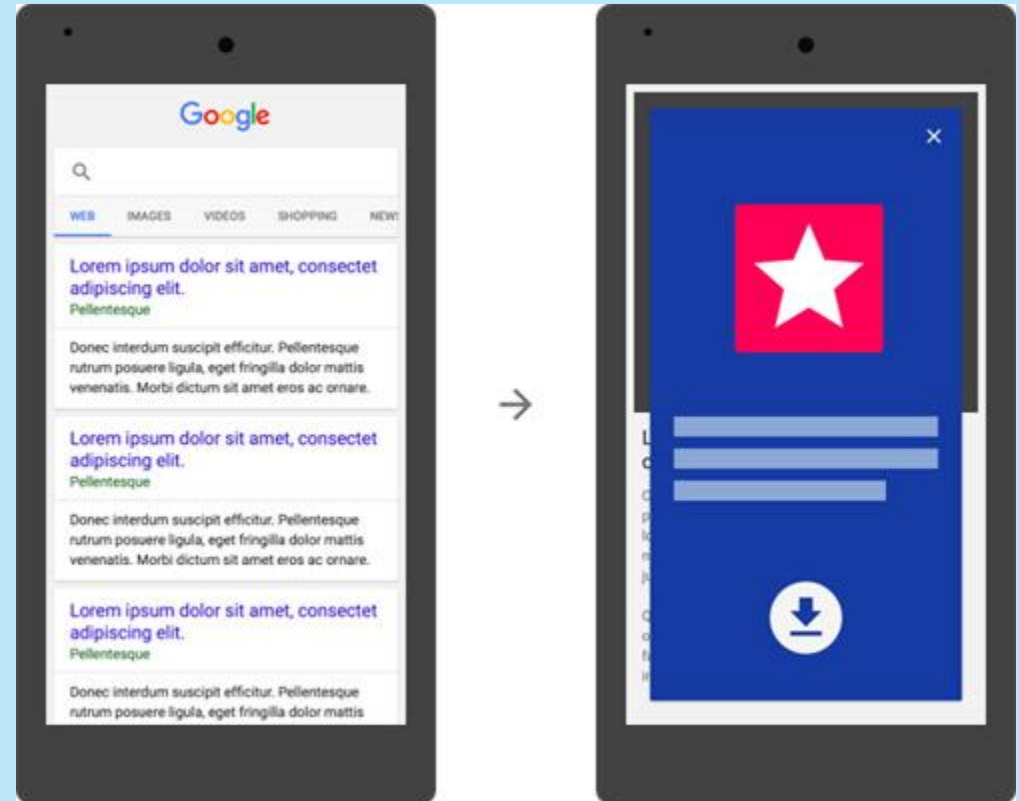 Google
WEB IMAGES VIDEOS SHOPPING NEWS
Lorem ipsum dolor sit amet, consectet
adipiscing elit.
Pellentesque
Donec interdum suscipit efficitur. Pellentesque
rutrum posuere ligula, eget fringilla dolor mattis
venenatis. Morbi dictum sit amet eros ac ornare.
Lorem ipsum dolor sit amet, consectet
adipiscing elit.
Pellentesque
Donec interdum suscipit efficitur. Pellentesque
rutrum posuere ligula, eget fringilla dolor mattis
venenatis. Morbi dictum sit amet eros ac ornare.
Lorem ipsum dolor sit amet, consectet
adipiscing elit.
Pellentesque
Donec interdum suscipit efficitur. Pellentesque
rutrum posuere ligula, eget fringilla dolor mattis